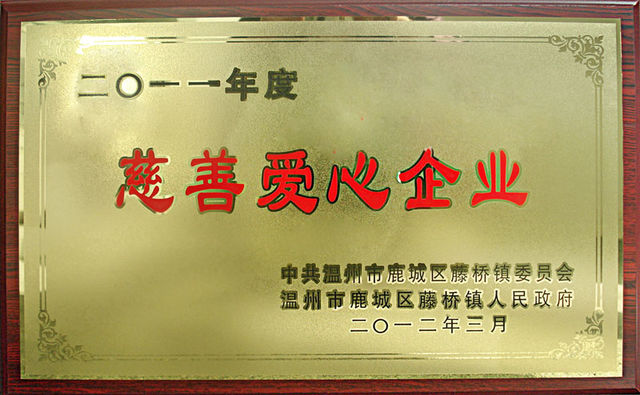 二〇一一年度
慈善爱心企业
中共温州市鹿城区藤桥镇委员会
温州市鹿城区藤桥镇人民政府
二〇一二年三月